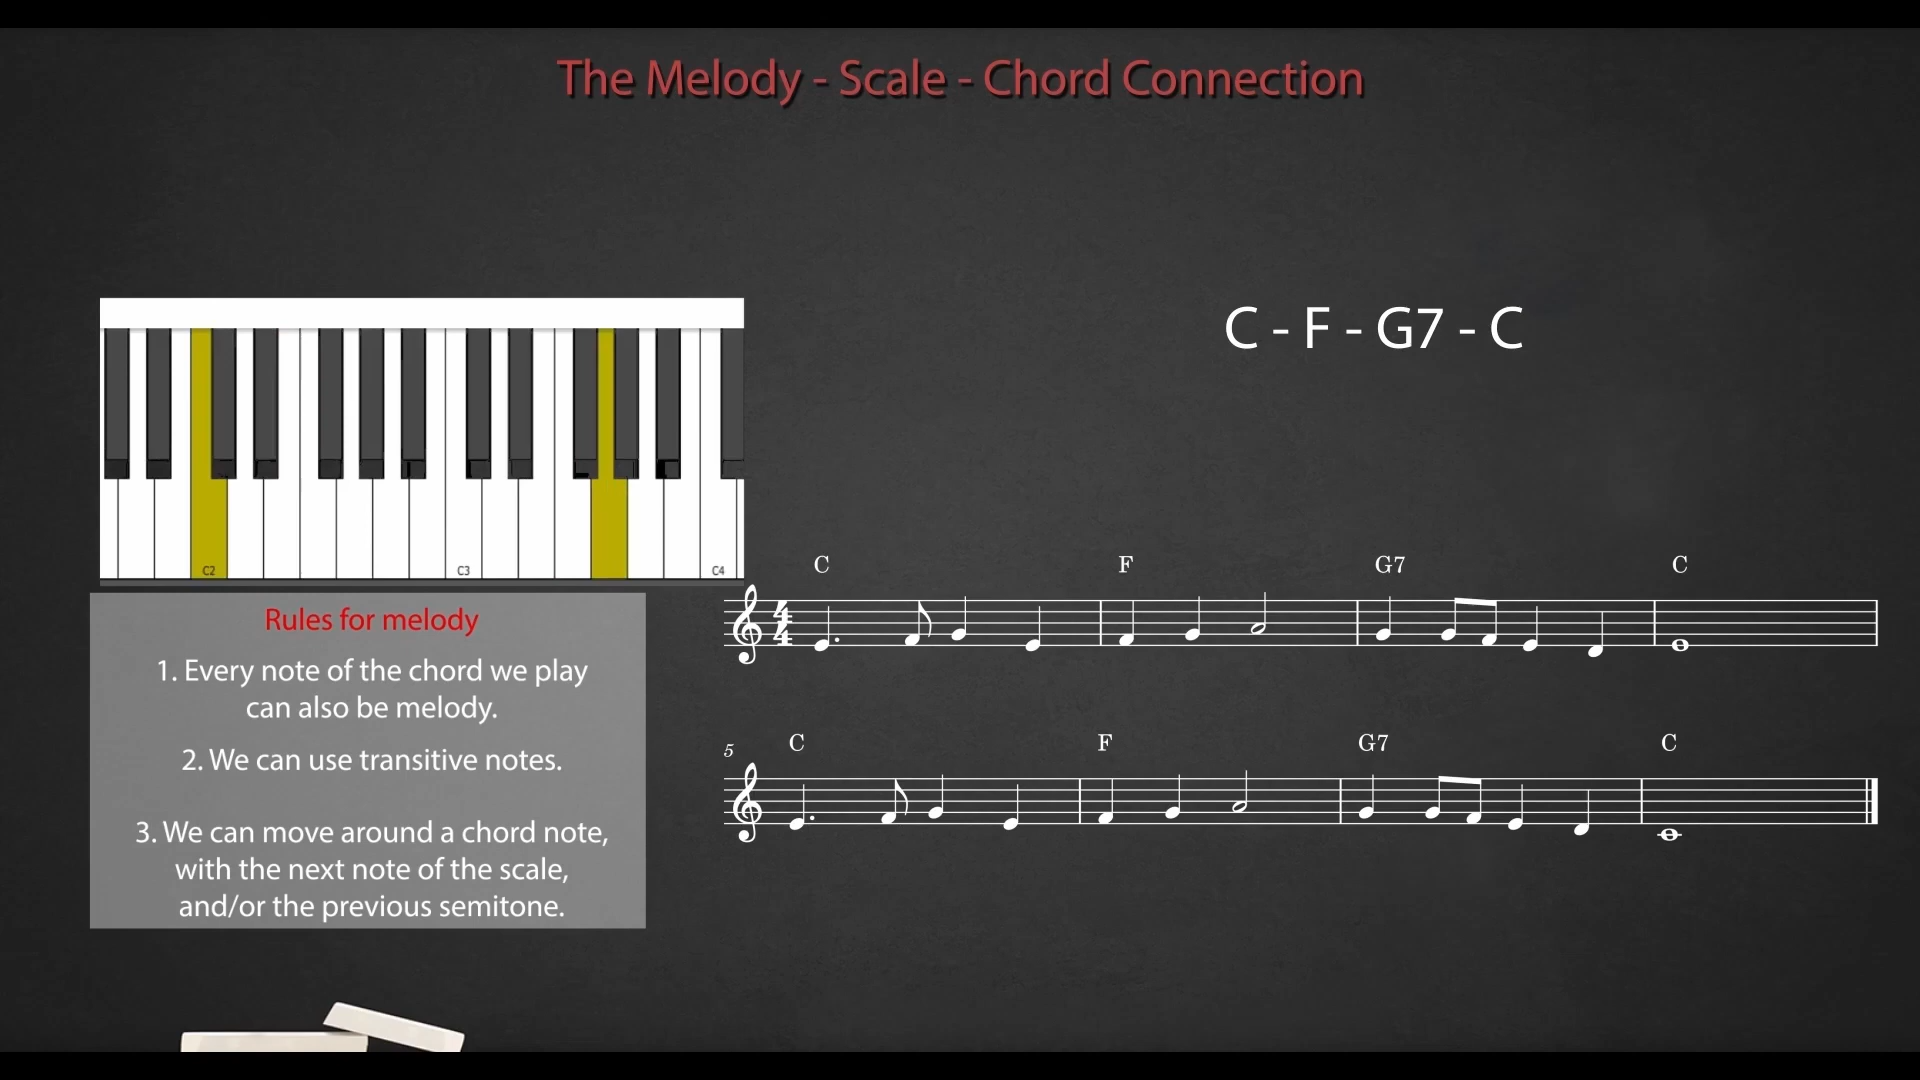 The Melody - Scale - Chord Connection
C - F - G7 - C
C2 C3 C4
Rules for melody
1. Every note of the chord we play
can also be melody.
2. We can use transitive notes.
3. We can move around a chord note,
with the next note of the scale,
and/or the previous semitone.
C F G7 C
4
4
5
C F G7 C